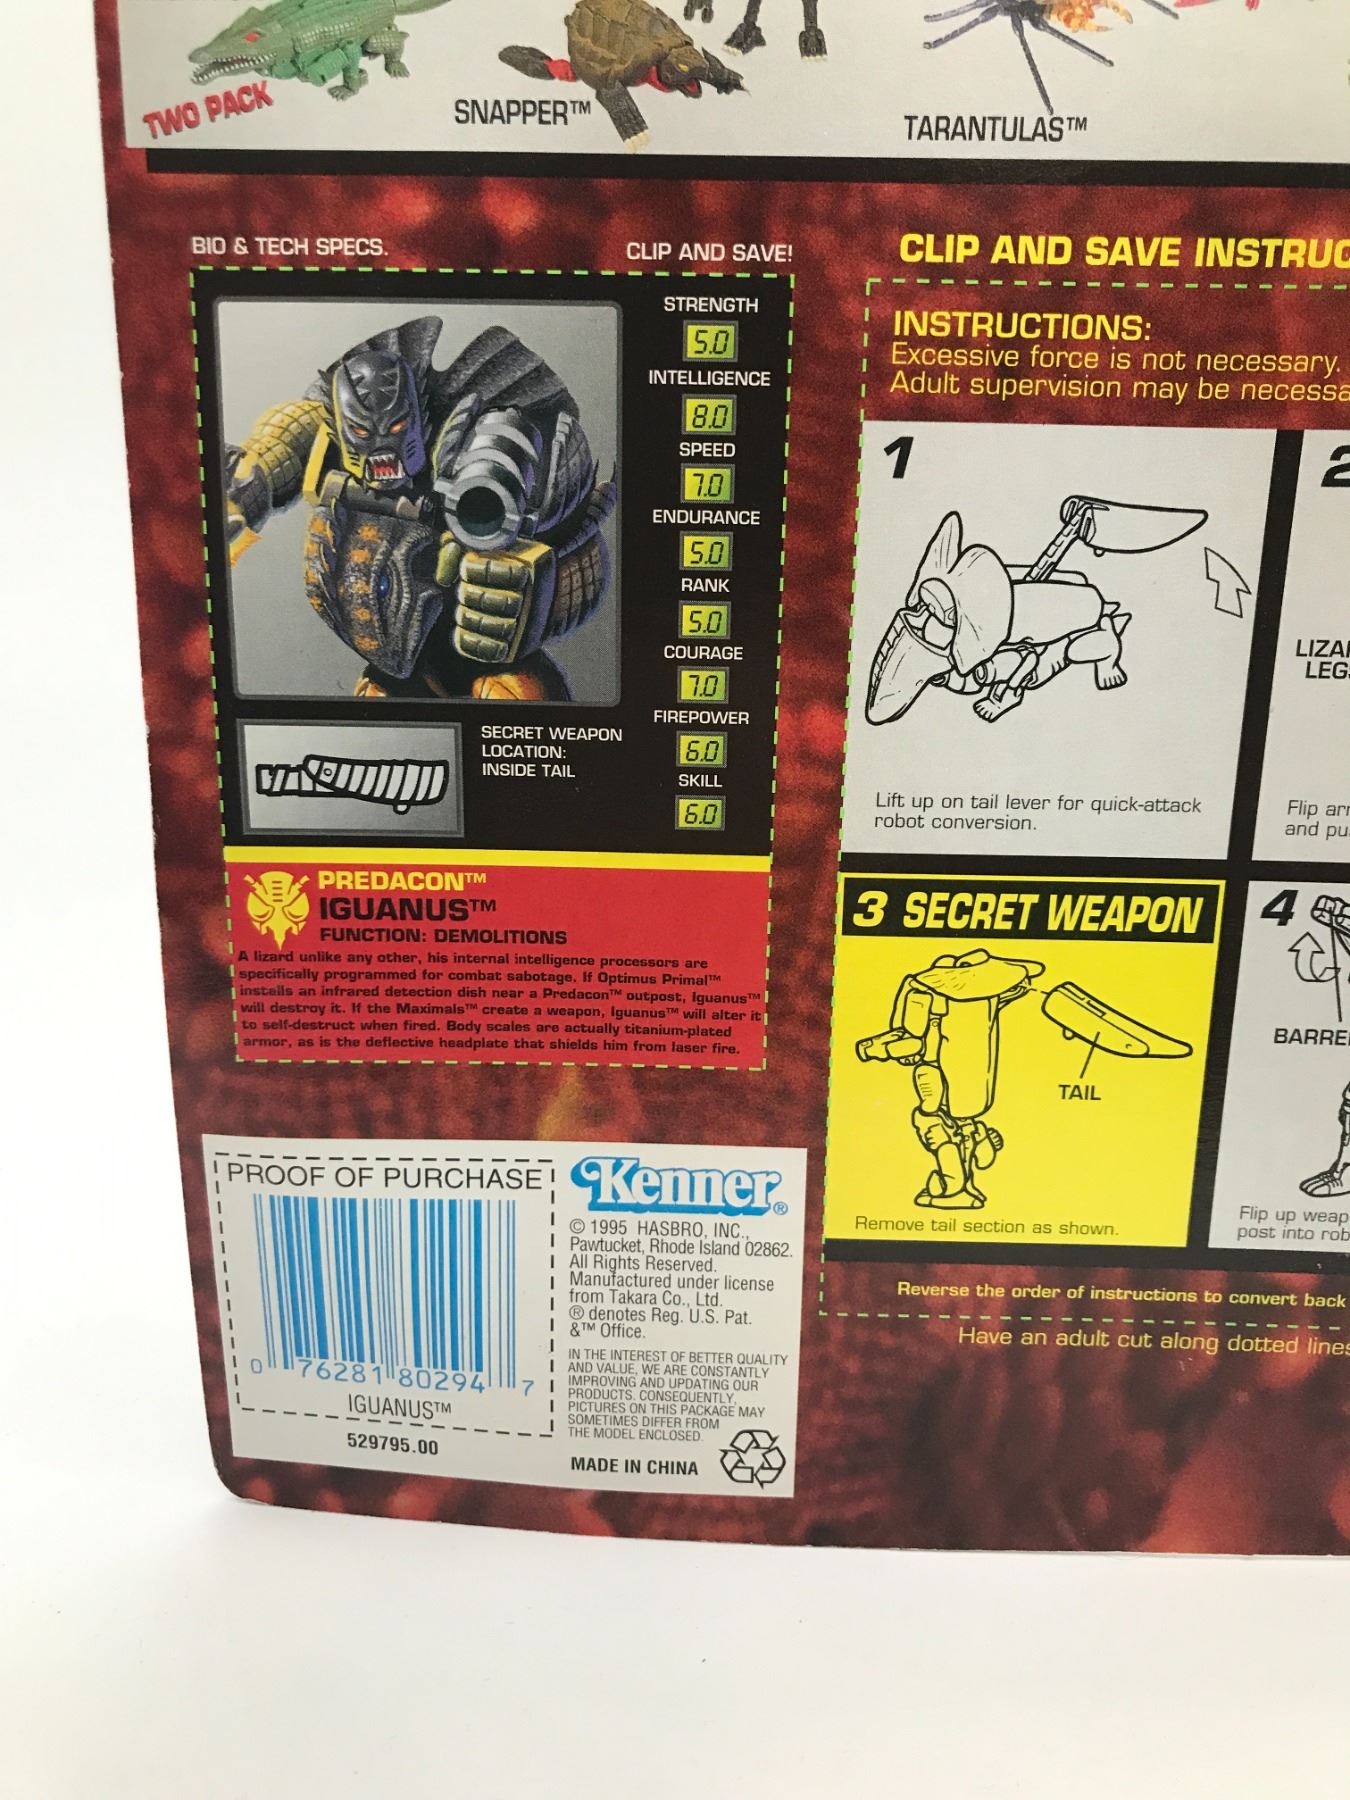 TWO PACK
SNAPPER™
TARANTULAS™
BIO & TECH SPECS.
CLIP AND SAVE!
STRENGTH
5.0
INTELLIGENCE
8.0
SPEED
7.0
ENDURANCE
5.0
RANK
5.0
COURAGE
7.0
FIREPOWER
6.0
SKILL
6.0
SECRET WEAPON
LOCATION:
INSIDE TAIL
PREDACON™
IGUANUS™
FUNCTION: DEMOLITIONS
A lizard unlike any other, his internal intelligence processors are
specifically programmed for combat sabotage. If Optimus Primal™
installs an infrared detection dish near a Predacon™ outpost, Iguanus™
will destroy it. If the Maximals™ create a weapon, Iguanus™ will alter it
to self-destruct when fired. Body scales are actually titanium-plated
armor, as is the deflective headplate that shields him from laser fire.
PROOF OF PURCHASE
0 76281 80294 7
IGUANUS™
529795.00
Kenner®
© 1995 HASBRO, INC.,
Pawtucket, Rhode Island 02862.
All Rights Reserved.
Manufactured under license
from Takara Co., Ltd.
® denotes Reg. U.S. Pat.
&™ Office.
IN THE INTEREST OF BETTER QUALITY
AND VALUE, WE ARE CONSTANTLY
IMPROVING AND UPDATING OUR
PRODUCTS. CONSEQUENTLY,
PICTURES ON THIS PACKAGE MAY
SOMETIMES DIFFER FROM
THE MODEL ENCLOSED.
MADE IN CHINA
CLIP AND SAVE INSTRUC
INSTRUCTIONS:
Excessive force is not necessary.
Adult supervision may be necessa
1
Lift up on tail lever for quick-attack
robot conversion.
2
LIZAR
LEGS
Flip arm
and pu
3 SECRET WEAPON
TAIL
Remove tail section as shown.
4
BARREL
Flip up weap
post into rob
Reverse the order of instructions to convert back
Have an adult cut along dotted lines